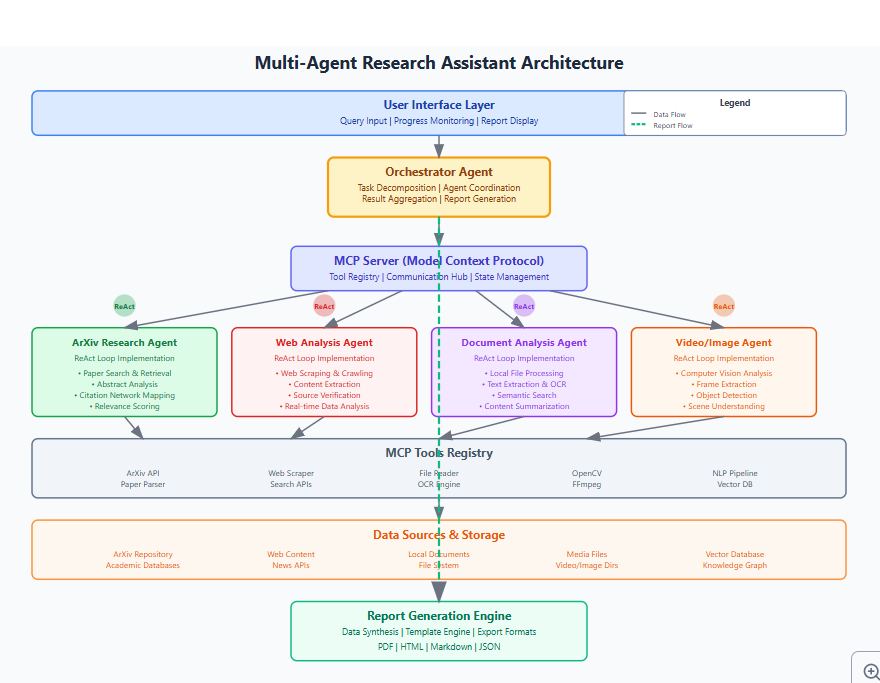 Multi-Agent Research Assistant Architecture
User Interface Layer
Query Input | Progress Monitoring | Report Display
Legend
Data Flow
Report Flow
Orchestrator Agent
Task Decomposition | Agent Coordination
Result Aggregation | Report Generation
MCP Server (Model Context Protocol)
Tool Registry | Communication Hub | State Management
ReAct
ReAct
ReAct
ReAct
ArXiv Research Agent
ReAct Loop Implementation
• Paper Search & Retrieval
• Abstract Analysis
• Citation Network Mapping
• Relevance Scoring
Web Analysis Agent
ReAct Loop Implementation
• Web Scraping & Crawling
• Content Extraction
• Source Verification
• Real-time Data Analysis
Document Analysis Agent
ReAct Loop Implementation
• Local File Processing
• Text Extraction & OCR
• Semantic Search
• Content Summarization
Video/Image Agent
ReAct Loop Implementation
• Computer Vision Analysis
• Frame Extraction
• Object Detection
• Scene Understanding
MCP Tools Registry
ArXiv API
Paper Parser
Web Scraper
Search APIs
File Reader
OCR Engine
OpenCV
FFmpeg
NLP Pipeline
Vector DB
Data Sources & Storage
ArXiv Repository
Academic Databases
Web Content
News APIs
Local Documents
File System
Media Files
Video/Image Dirs
Vector Database
Knowledge Graph
Report Generation Engine
Data Synthesis | Template Engine | Export Formats
PDF | HTML | Markdown | JSON